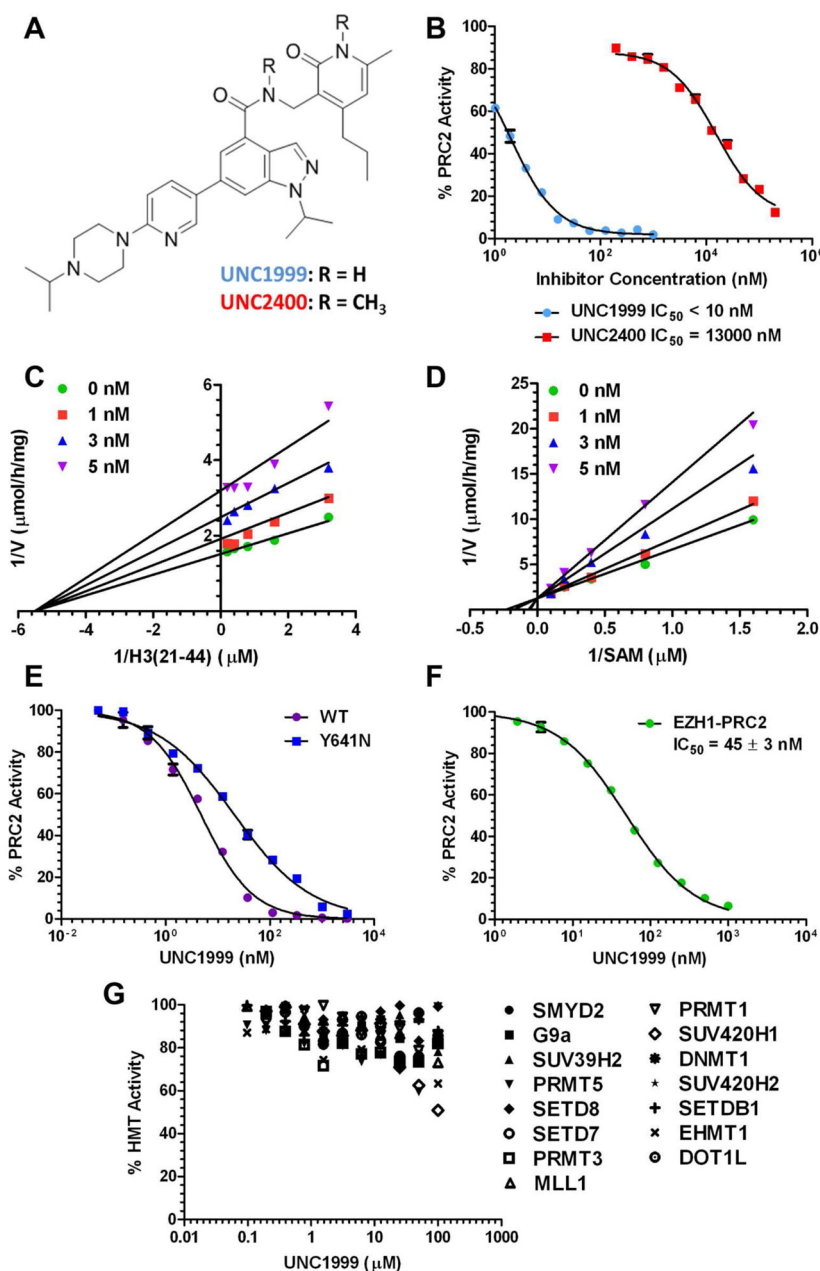 A
R
N
O
R
N
O
N
N
N
N
N
N
UNC1999: R = H
UNC2400: R = CH3
B
% PRC2 Activity
100
80
60
40
20
0
10^0
10^2
10^4
10^6
Inhibitor Concentration (nM)
UNC1999 IC50 < 10 nM
UNC2400 IC50 = 13000 nM
C
0 nM
1 nM
3 nM
5 nM
1/V (μmol/h/mg)
6
4
2
-6
-4
-2
0
2
4
1/H3(21-44) (μM)
D
0 nM
1 nM
3 nM
5 nM
1/V (μmol/h/mg)
25
20
15
10
5
-0.5
0.0
0.5
1.0
1.5
2.0
1/SAM (μM)
E
WT
Y641N
% PRC2 Activity
100
80
60
40
20
0
10^-2
10^0
10^2
10^4
UNC1999 (nM)
F
EZH1-PRC2
IC50 = 45 ± 3 nM
% PRC2 Activity
100
80
60
40
20
0
10^0
10^1
10^2
10^3
10^4
UNC1999 (nM)
G
% HMT Activity
100
80
60
40
20
0
0.01
0.1
1
10
100
1000
UNC1999 (μM)
SMYD2
G9a
SUV39H2
PRMT5
SETD8
SETD7
PRMT3
MLL1
PRMT1
SUV420H1
DNMT1
SUV420H2
SETDB1
EHMT1
DOT1L